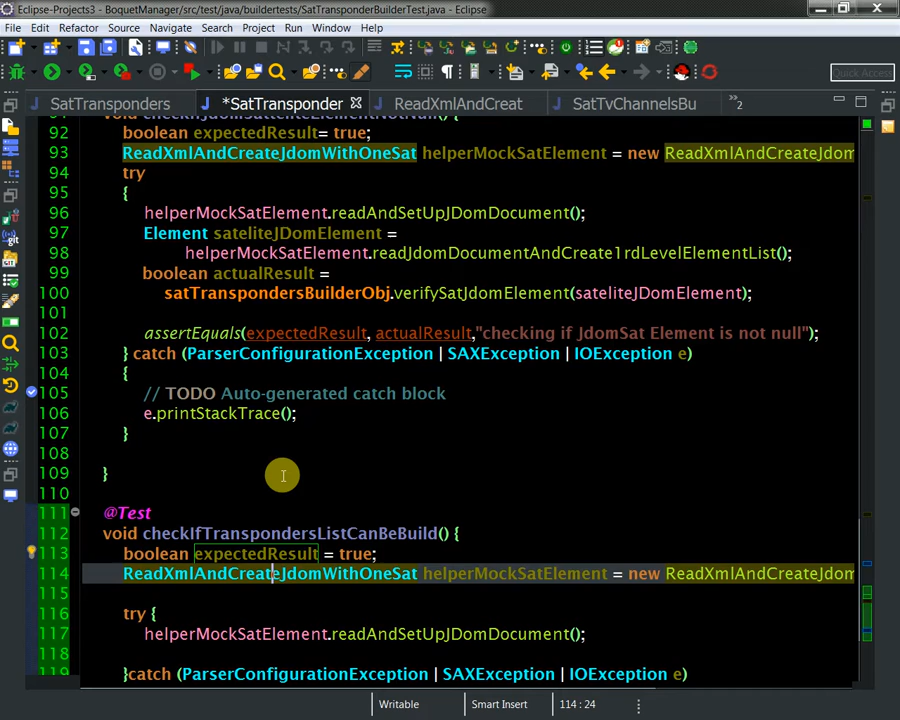 Eclipse-Projects3 - BoquetManager/src/test/java/buildertests/SatTransponderBuilderTest.java - Eclipse
File Edit Refactor Source Navigate Search Project Run Window Help
Quick Access
SatTransponders *SatTransponder ReadXmlAndCreat SatTvChannelsBu »2
92 boolean expectedResult= true;
93 ReadXmlAndCreateJdomWithOneSat helperMockSatElement = new ReadXmlAndCreateJdom
94 try
95 {
96 helperMockSatElement.readAndSetUpJDomDocument();
97 Element sateliteJDomElement =
98 helperMockSatElement.readJdomDocumentAndCreate1rdLevelElementList();
99 boolean actualResult =
100 satTranspondersBuilderObj.verifySatJdomElement(sateliteJDomElement);
101
102 assertEquals(expectedResult, actualResult,"checking if JdomSat Element is not null");
103 } catch (ParserConfigurationException | SAXException | IOException e)
104 {
105 // TODO Auto-generated catch block
106 e.printStackTrace();
107 }
108
109 }
110
111 @Test
112 void checkIfTranspondersListCanBeBuild() {
113 boolean expectedResult = true;
114 ReadXmlAndCreateJdomWithOneSat helperMockSatElement = new ReadXmlAndCreateJdom
115
116 try {
117 helperMockSatElement.readAndSetUpJDomDocument();
118
119 }catch (ParserConfigurationException | SAXException | IOException e)
Writable Smart Insert 114 : 24